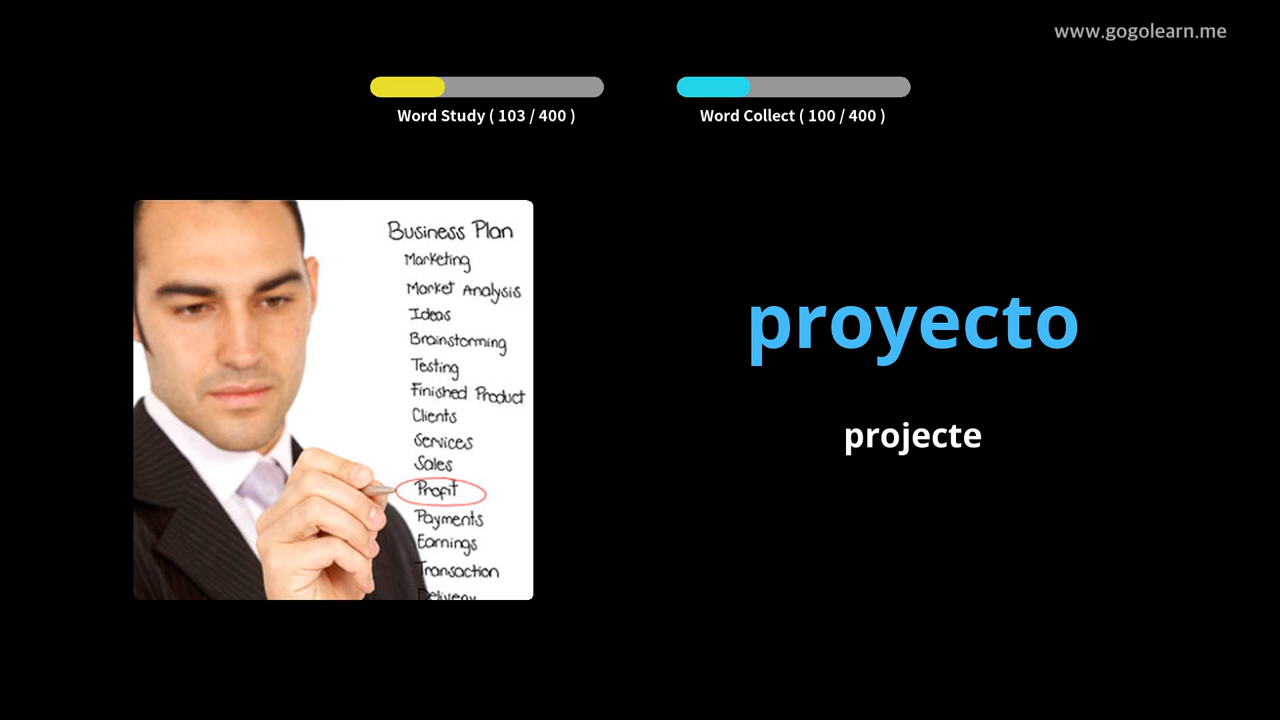 www.gogolearn.me
Word Study ( 103 / 400 )
Word Collect ( 100 / 400 )
Business Plan
Marketing
Market Analysis
Ideas
Brainstorming
Testing
Finished Product
Clients
Services
Sales
Profit
Payments
Earnings
Transaction
Delivery
proyecto
projecte